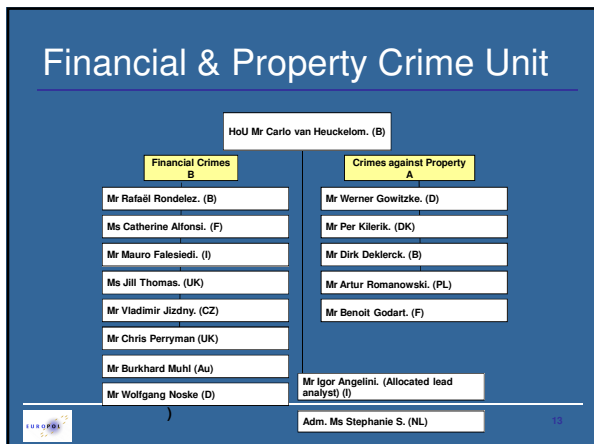 Financial & Property Crime Unit
HoU Mr Carlo van Heuckelom. (B)
Financial Crimes
B
Mr Rafaël Rondelez. (B)
Ms Catherine Alfonsi. (F)
Mr Mauro Falesiedi. (I)
Ms Jill Thomas. (UK)
Mr Vladimir Jizdny. (CZ)
Mr Chris Perryman (UK)
Mr Burkhard Muhl (Au)
Mr Wolfgang Noske (D)
)
Crimes against Property
A
Mr Werner Gowitzke. (D)
Mr Per Kilerik. (DK)
Mr Dirk Deklerck. (B)
Mr Artur Romanowski. (PL)
Mr Benoit Godart. (F)
Mr Igor Angelini. (Allocated lead
analyst) (I)
Adm. Ms Stephanie S. (NL)
EUROPOL
13